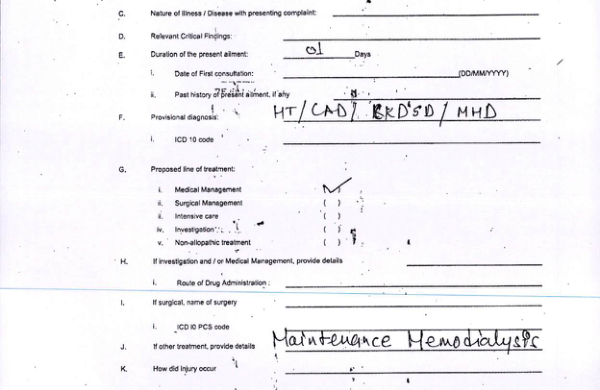 C. Nature of Illness / Disease with presenting complaint:
D. Relevant Critical Findings:
E. Duration of the present ailment: 01 Days
i. Date of First consultation: (DD/MM/YYYY)
ii. Past history of present ailment, if any
F. Provisional diagnosis: HT / CAD / CKD5D / MHD
i. ICD 10 code
G. Proposed line of treatment:
i. Medical Management ✓
ii. Surgical Management ( )
ii. Intensive care ( )
iv. Investigation ( )
v. Non-allopathic treatment ( )
H. If investigation and / or Medical Management, provide details
i. Route of Drug Administration :
I. If surgical, name of surgery
i. ICD I0 PCS code
J. If other treatment, provide details Maintenance Hemodialysis
K. How did injury occur